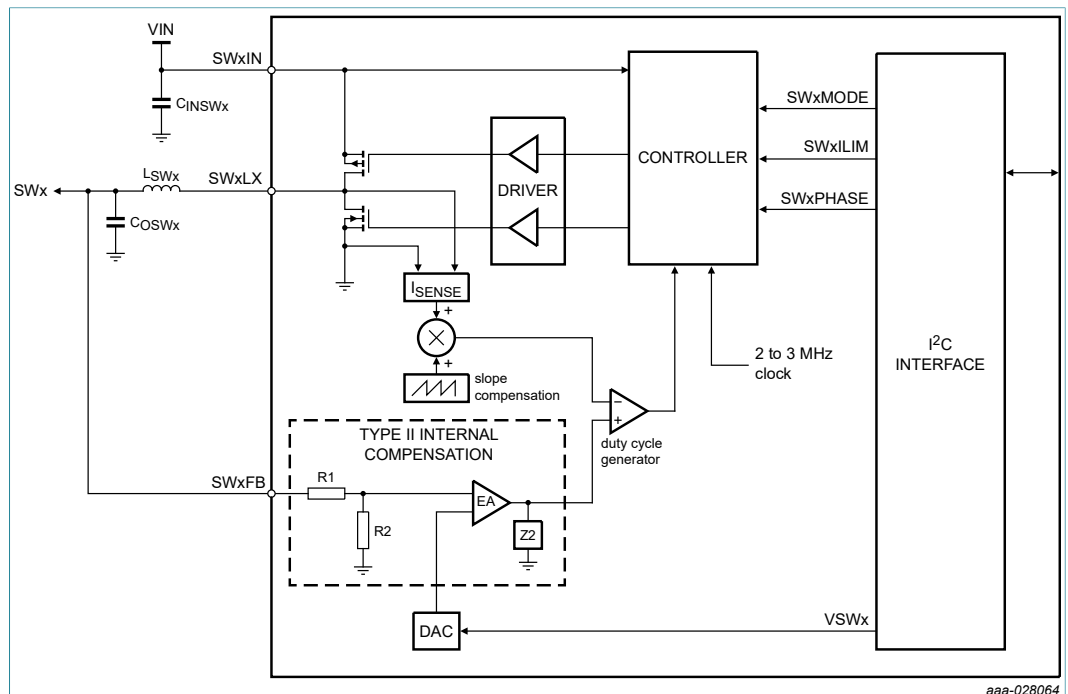 VIN
SWxIN
CINSWx
SWx
LSWx
SWxLX
COSWx
DRIVER
CONTROLLER
SWxMODE
SWxILIM
SWxPHASE
I2C
INTERFACE
ISENSE
+
+
slope
compensation
2 to 3 MHz
clock
−
+
duty cycle
generator
TYPE II INTERNAL
COMPENSATION
SWxFB
R1
R2
EA
Z2
DAC
VSWx
aaa-028064